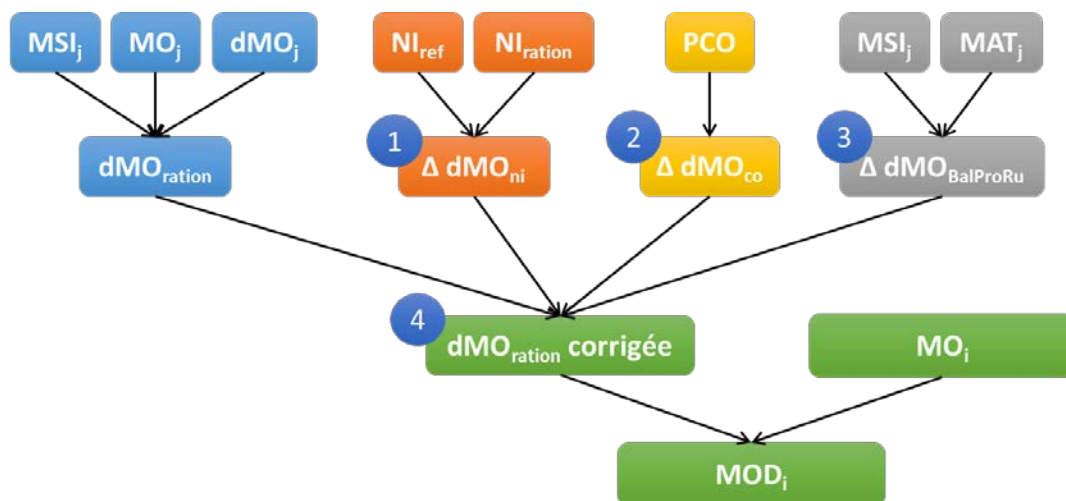 MSIj MOj dMOj NIref NIration PCO MSIj MATj
1 2 3
dMOration Δ dMOni Δ dMOco Δ dMOBalProRu
4
dMOration corrigée MOi
MODi